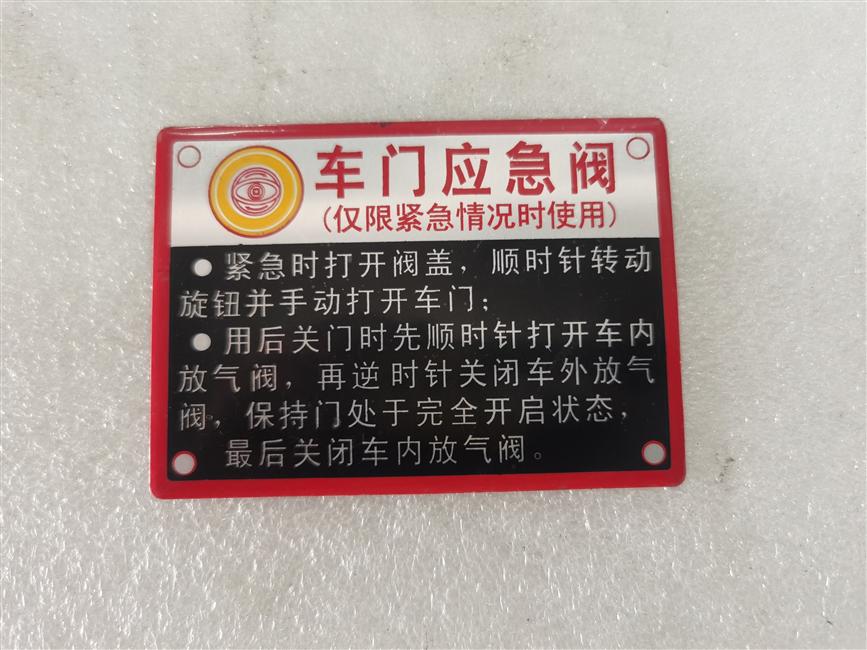 车门应急阀
(仅限紧急情况时使用)
●紧急时打开阀盖，顺时针转动
旋钮并手动打开车门；
●用后关门时先顺时针打开车内
放气阀，再逆时针关闭车外放气
阀，保持门处于完全开启状态，
最后关闭车内放气阀。